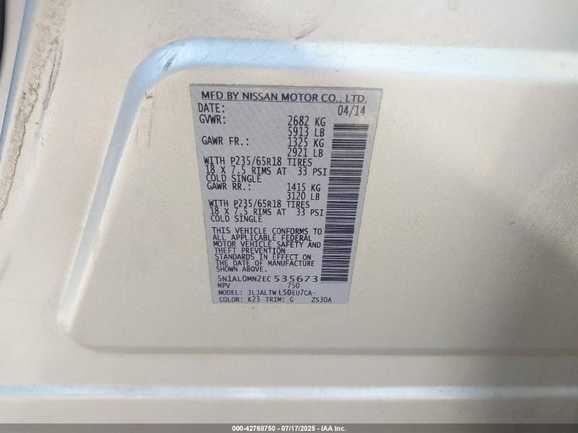 MFD BY NISSAN MOTOR CO., LTD.
DATE: 04/14
GVWR: 2682 KG
5913 LB
GAWR FR.: 1325 KG
2921 LB
WITH P235/65R18 TIRES
18 X 7.5 RIMS AT 33 PSI
COLD SINGLE
GAWR RR.: 1415 KG
3120 LB
WITH P235/65R18 TIRES
18 X 7.5 RIMS AT 33 PSI
COLD SINGLE
THIS VEHICLE CONFORMS TO
ALL APPLICABLE FEDERAL
MOTOR VEHICLE SAFETY AND
THEFT PREVENTION STANDARDS
IN EFFECT ON THE DATE OF
MANUFACTURE SHOWN ABOVE.
5N1AL0MN2EC535673
MPV 750
MODEL:
COLOR: K23 TRIM: G
000-42768750 - 07/17/2025 - IAA Inc.